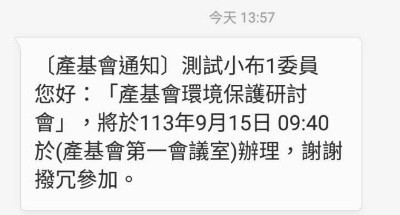 今天 13:57
〔產基會通知〕測試小布1委員
您好：「產基會環境保護研討
會」，將於113年9月15日 09:40
於(產基會第一會議室)辦理，謝謝
撥冗參加。